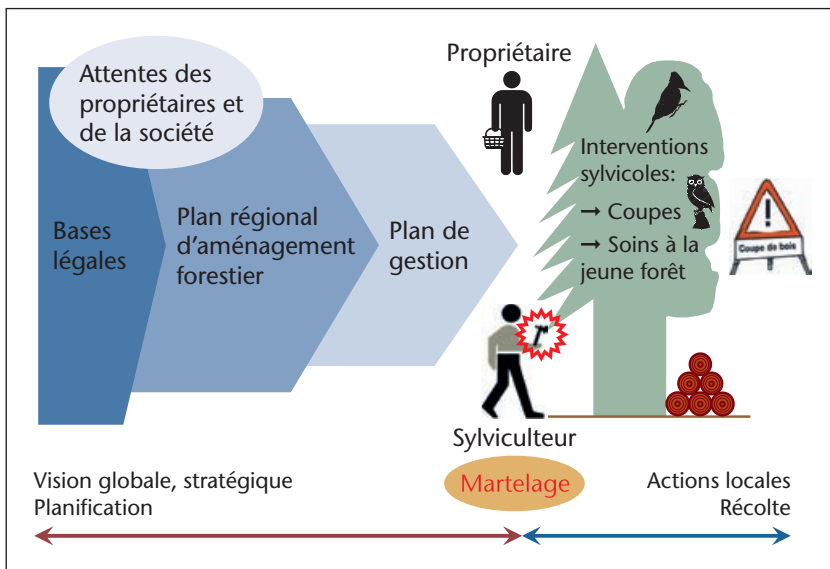 Attentes des
propriétaires et
de la société
Bases
légales
Plan régional
d’aménagement
forestier
Plan de
gestion
Propriétaire
Interventions
sylvicoles:
→ Coupes
→ Soins à la
jeune forêt
Coupe de bois
Sylviculteur
Martelage
Vision globale, stratégique
Planification
Actions locales
Récolte